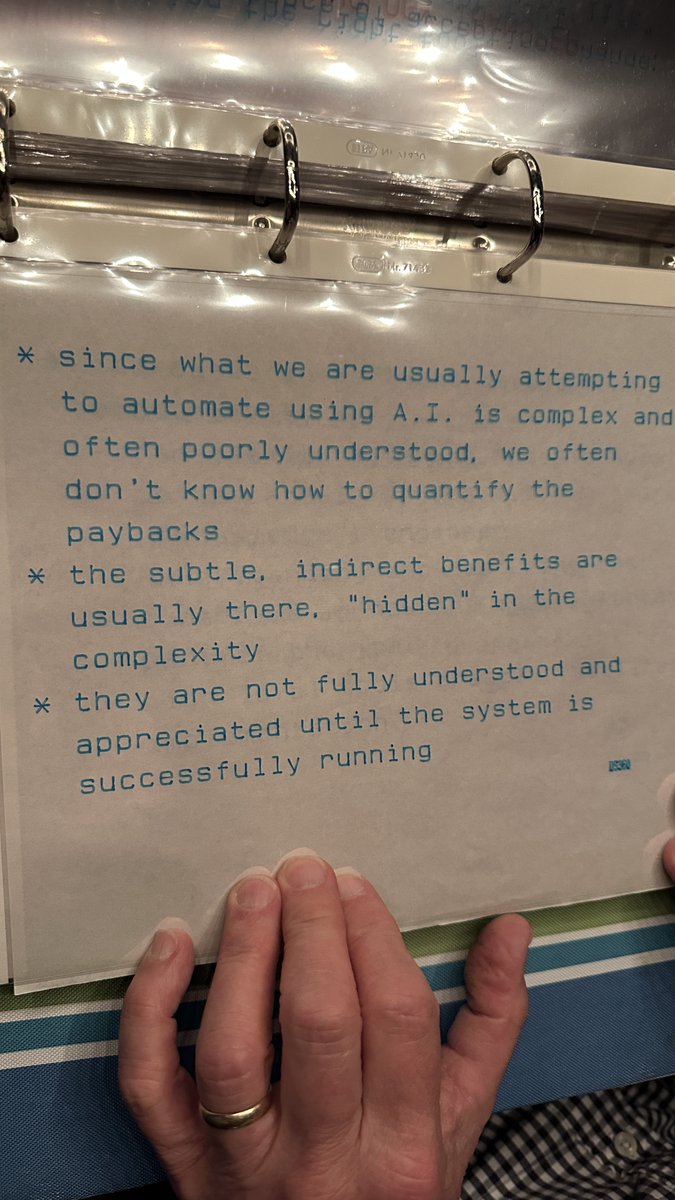 * since what we are usually attempting
to automate using A.I. is complex and
often poorly understood, we often
don't know how to quantify the
paybacks
* the subtle, indirect benefits are
usually there, "hidden" in the
complexity
* they are not fully understood and
appreciated until the system is
successfully running